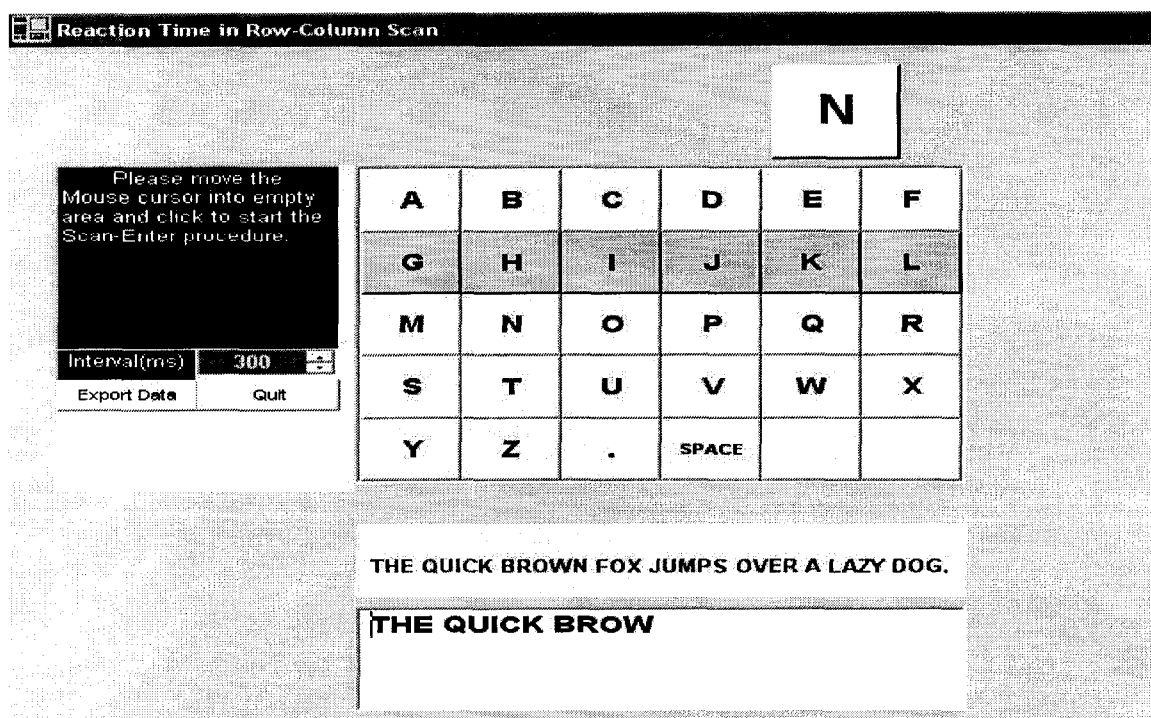 Reaction Time in Row-Column Scan
N
Please move the
Mouse cursor into empty
area and click to start the
Scan-Enter procedure.
Interval(ms) 300
Export Data Quit
A B C D E F
G H I J K L
M N O P Q R
S T U V W X
Y Z . SPACE
THE QUICK BROWN FOX JUMPS OVER A LAZY DOG.
THE QUICK BROW